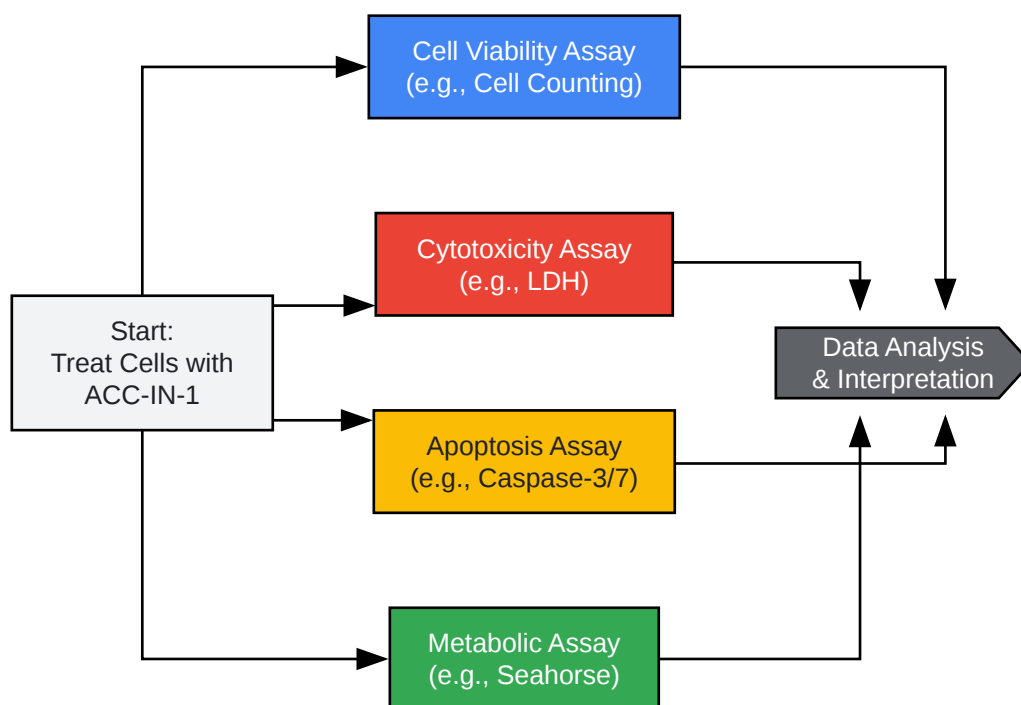 Cell Viability Assay
(e.g., Cell Counting)
Cytotoxicity Assay
(e.g., LDH)
Start:
Treat Cells with
ACC-IN-1
Data Analysis
& Interpretation
Apoptosis Assay
(e.g., Caspase-3/7)
Metabolic Assay
(e.g., Seahorse)